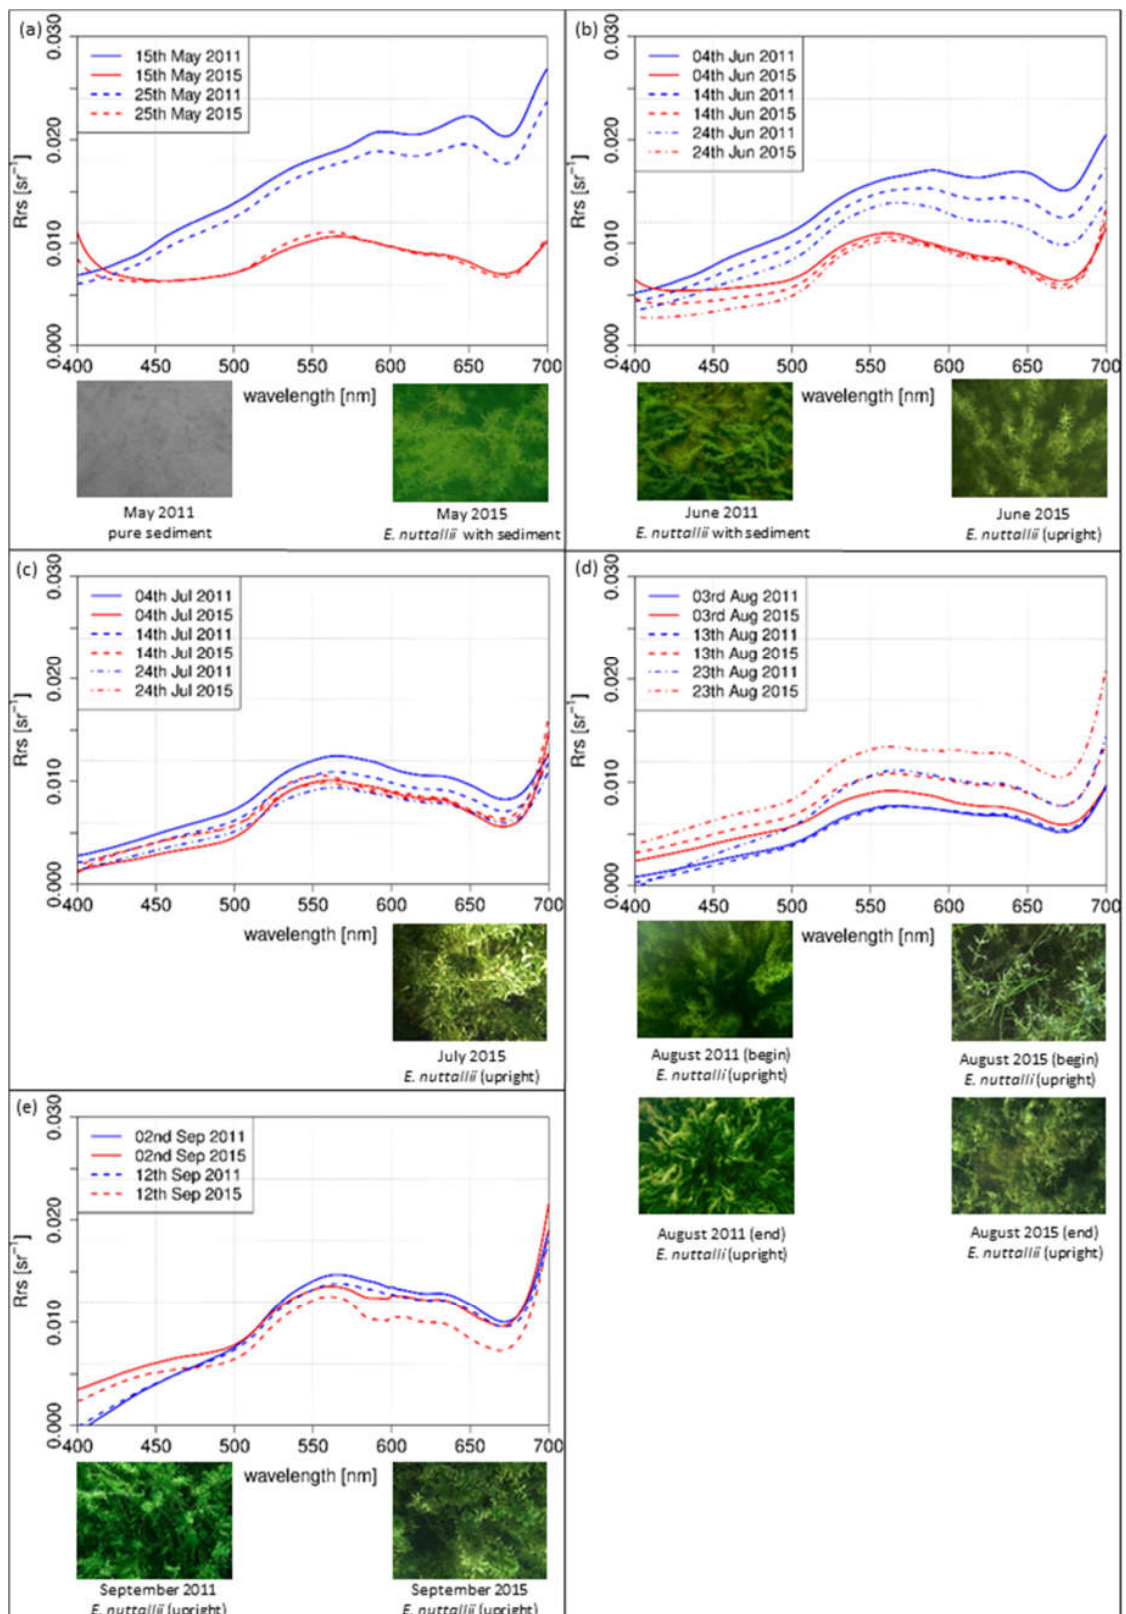 (a)
15th May 2011
15th May 2015
25th May 2011
25th May 2015
Rrs [sr⁻¹]
0.030
0.020
0.010
0.000
400 450 500 550 600 650 700
wavelength [nm]
May 2011
pure sediment
May 2015
E. nuttallii with sediment
(b)
04th Jun 2011
04th Jun 2015
14th Jun 2011
14th Jun 2015
24th Jun 2011
24th Jun 2015
Rrs [sr⁻¹]
0.030
0.020
0.010
0.000
400 450 500 550 600 650 700
wavelength [nm]
June 2011
E. nuttallii with sediment
June 2015
E. nuttallii (upright)
(c)
04th Jul 2011
04th Jul 2015
14th Jul 2011
14th Jul 2015
24th Jul 2011
24th Jul 2015
Rrs [sr⁻¹]
0.030
0.020
0.010
0.000
400 450 500 550 600 650 700
wavelength [nm]
July 2015
E. nuttallii (upright)
(d)
03rd Aug 2011
03rd Aug 2015
13th Aug 2011
13th Aug 2015
23th Aug 2011
23th Aug 2015
Rrs [sr⁻¹]
0.030
0.020
0.010
0.000
400 450 500 550 600 650 700
wavelength [nm]
August 2011 (begin)
E. nuttalli (upright)
August 2015 (begin)
E. nuttalli (upright)
August 2011 (end)
E. nuttalli (upright)
August 2015 (end)
E. nuttallii (upright)
(e)
02nd Sep 2011
02nd Sep 2015
12th Sep 2011
12th Sep 2015
Rrs [sr⁻¹]
0.030
0.020
0.010
0.000
400 450 500 550 600 650 700
wavelength [nm]
September 2011
E. nuttallii (upright)
September 2015
E. nuttallii (upright)